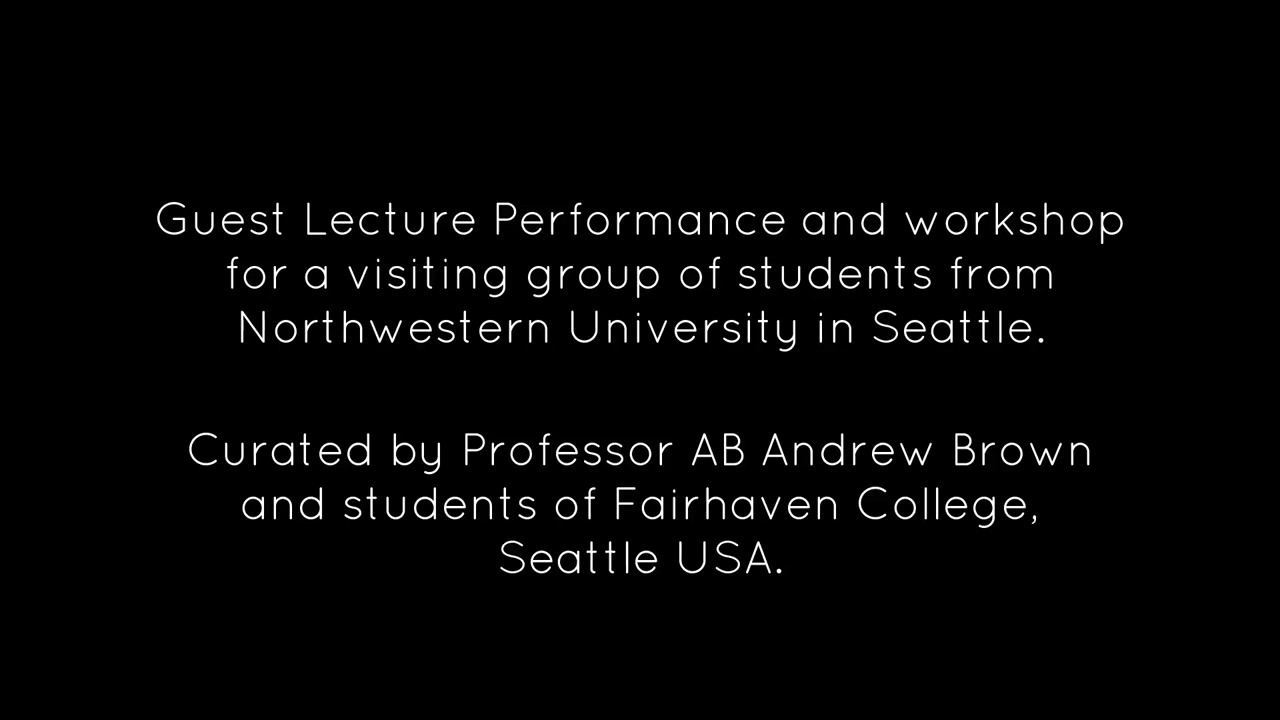 Guest Lecture Performance and workshop
for a visiting group of students from
Northwestern University in Seattle.
Curated by Professor AB Andrew Brown
and students of Fairhaven College,
Seattle USA.